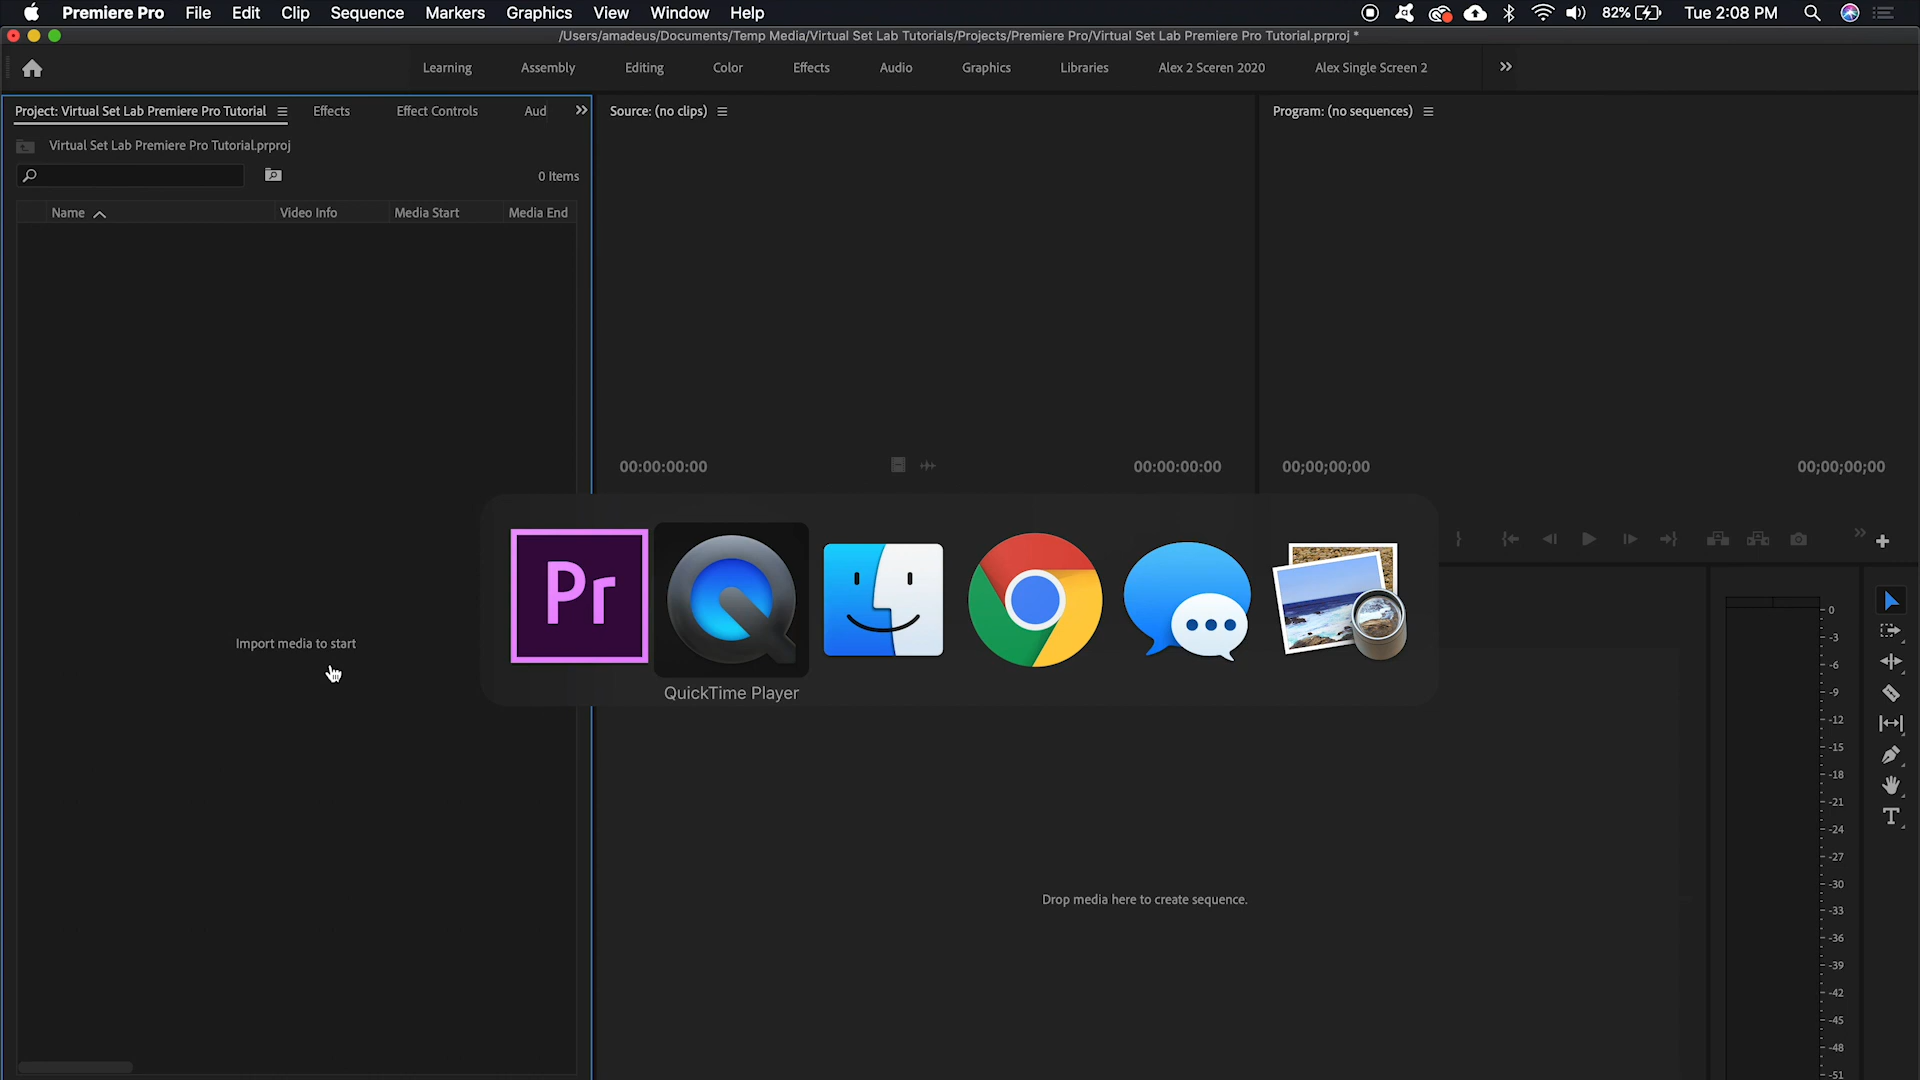 Premiere Pro File Edit Clip Sequence Markers Graphics View Window Help 82% Tue 2:08 PM
/Users/amadeus/Documents/Temp Media/Virtual Set Lab Tutorials/Projects/Premiere Pro/Virtual Set Lab Premiere Pro Tutorial.prproj *
Learning Assembly Editing Color Effects Audio Graphics Libraries Alex 2 Sceren 2020 Alex Single Screen 2
Project: Virtual Set Lab Premiere Pro Tutorial Effects Effect Controls Aud
Source: (no clips)
Program: (no sequences)
Virtual Set Lab Premiere Pro Tutorial.prproj
0 Items
Name Video Info Media Start Media End
00:00:00:00 00:00:00:00
00;00;00;00 00;00;00;00
Pr
QuickTime Player
Import media to start
Drop media here to create sequence.
0
-3
-6
-9
-12
-15
-18
-21
-24
-27
-30
-33
-36
-39
-42
-45
-48
-51